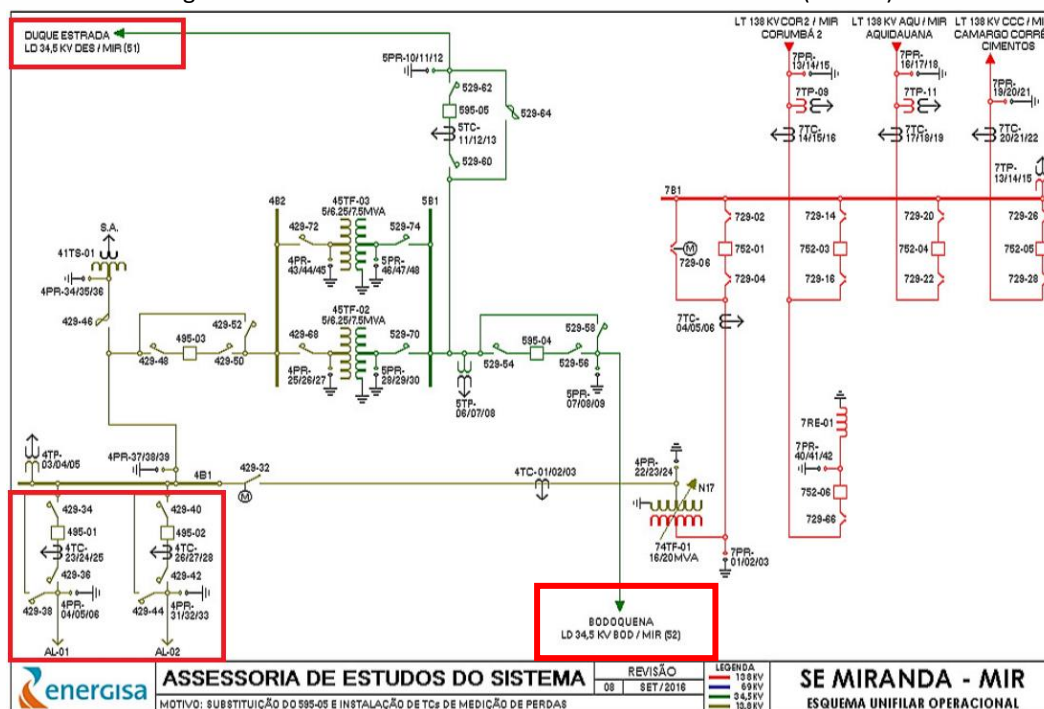 DUQUE ESTRADA
LD 34,5 KV DES / MIR (51)
LT 138 KV COR2 / MIR
CORUMBÁ 2
LT 138 KV AQU / MIR
AQUIDAUANA
LT 138 KV CCC / MI
CAMARGO CORRÊ
CIMENTOS
5PR-10/11/12
529-62
595-05
5TC-
11/12/13
529-60
529-64
7PR-
13/14/15
7TP-09
7TC-
14/15/16
7PR-
16/17/18
7TP-11
7TC-
17/18/19
7PR-
19/20/21
7TC-
20/21/22
7TP-
13/14/15
7B1
729-02
752-01
729-04
729-06
729-14
752-03
729-16
729-20
752-04
729-22
729-26
752-05
729-28
7TC-
04/05/06
S.A.
41TS-01
4PR-34/35/36
429-46
4B2
45TF-03
5/6.25/7.5MVA
5B1
429-72
529-74
4PR-
43/44/45
5PR-
46/47/48
45TF-02
5/6.25/7.5MVA
429-68
529-70
4PR-
25/26/27
5PR-
28/29/30
429-52
495-03
429-48
429-50
529-58
595-04
529-54
529-56
5TP-
06/07/08
5PR-
07/08/09
7RE-01
7PR-
40/41/42
752-06
729-66
4TP-
03/04/05
4PR-37/38/39
4B1
429-32
4TC-01/02/03
4PR-
22/23/24
N17
74TF-01
16/20MVA
7PR-
01/02/03
429-34
495-01
4TC-
23/24/25
429-36
4PR-
04/05/06
429-38
AL-01
429-40
495-02
4TC-
26/27/28
429-42
4PR-
31/32/33
429-44
AL-02
BODOQUENA
LD 34,5 KV BOD / MIR (52)
energisa
ASSESSORIA DE ESTUDOS DO SISTEMA
MOTIVO: SUBSTITUIÇÃO DO 595-05 E INSTALAÇÃO DE TCs DE MEDIÇÃO DE PERDAS
REVISÃO
08 SET/2016
LEGENDA
138KV
69KV
34,5KV
13,8KV
SE MIRANDA - MIR
ESQUEMA UNIFILAR OPERACIONAL